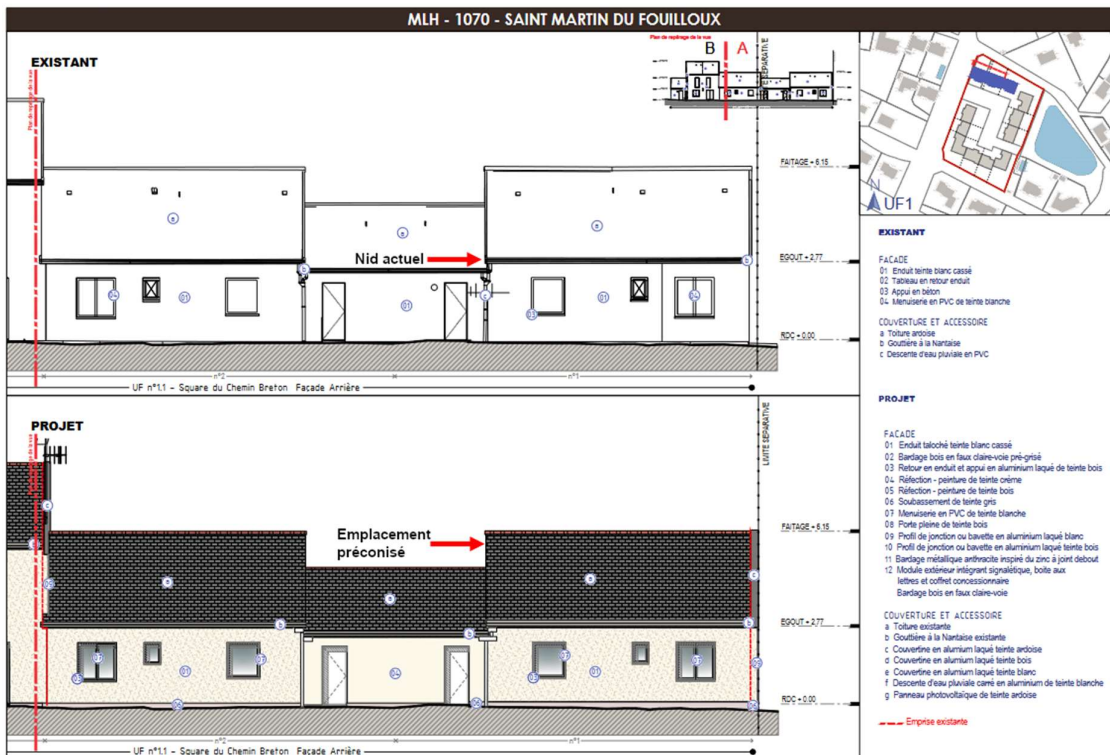 MLH - 1070 - SAINT MARTIN DU FOUILLOUX
EXISTANT
Plan de repérage de la vue
B A
FAITAGE + 6.15
Nid actuel
EGOUT + 2.77
RDC + 0.00
n°2
n°1
UF n°1.1 - Square du Chemin Breton Façade Arrière
N
UF1
EXISTANT
FACADE
01 Enduit teinte blanc cassé
02 Tableau en retour enduit
03 Appui en béton
04 Menuiserie en PVC de teinte blanche
COUVERTURE ET ACCESSOIRE
a Toiture ardoise
b Gouttière à la Nantaise
c Descente d'eau pluviale en PVC
PROJET
LIMITE SEPARATIVE
FAITAGE + 6.15
Emplacement
préconisé
EGOUT + 2.77
RDC + 0.00
n°2
n°1
UF n°1.1 - Square du Chemin Breton Façade Arrière
PROJET
FACADE
01 Enduit taloché teinte blanc cassé
02 Bardage bois en faux claire-voie pré-grisé
03 Retour en enduit et appui en aluminium laqué de teinte bois
04 Réfection - peinture de teinte crème
05 Réfection - peinture de teinte bois
06 Soubassement de teinte gris
07 Menuiserie en PVC de teinte blanche
08 Porte pleine de teinte bois
09 Profil de jonction ou bavette en aluminium laqué blanc
10 Profil de jonction ou bavette en aluminium laqué teinte bois
11 Bardage métallique anthracite inspiré du zinc à joint debout
12 Module extérieur intégrant signalétique, boite aux
lettres et coffret concessionnaire
Bardage bois en faux claire-voie
COUVERTURE ET ACCESSOIRE
a Toiture existante
b Gouttière à la Nantaise existante
c Couvertine en alumium laqué teinte ardoise
d Couvertine en alumium laqué teinte bois
e Couvertine en alumium laqué teinte blanc
f Descente d'eau pluviale carré en aluminium de teinte blanche
g Panneau photovoltaïque de teinte ardoise
Emprise existante